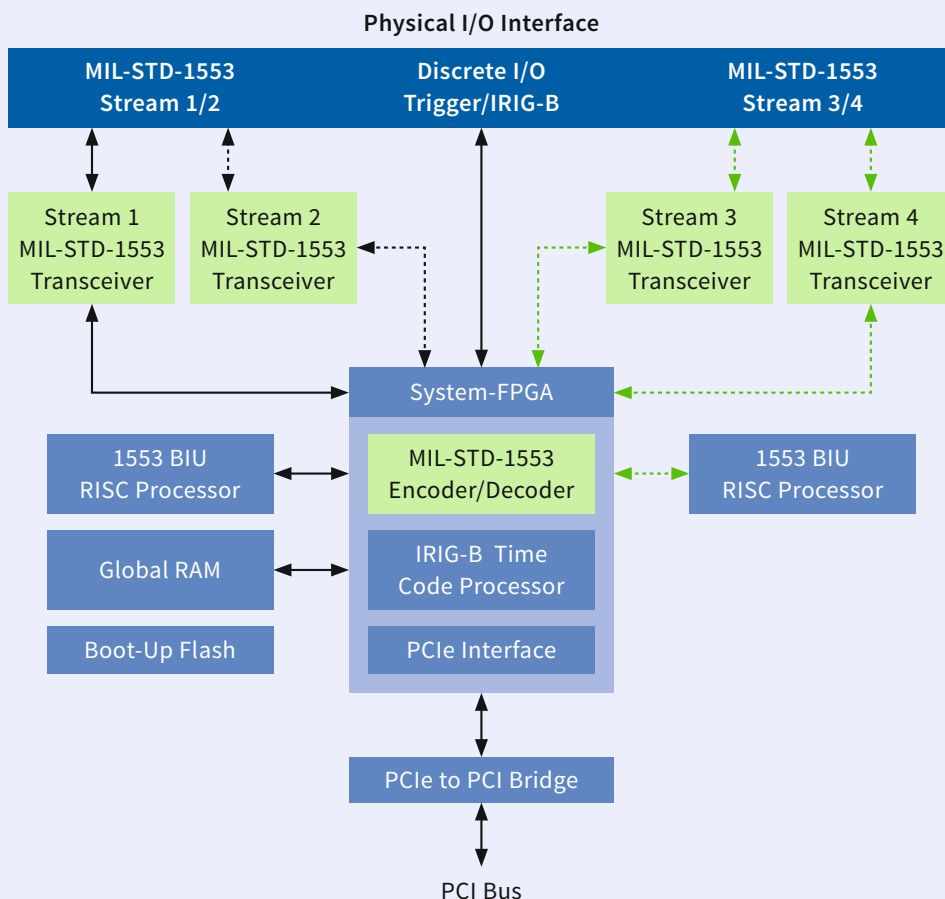 Physical I/O Interface
MIL-STD-1553
Stream 1/2
Discrete I/O
Trigger/IRIG-B
MIL-STD-1553
Stream 3/4
Stream 1
MIL-STD-1553
Transceiver
Stream 2
MIL-STD-1553
Transceiver
Stream 3
MIL-STD-1553
Transceiver
Stream 4
MIL-STD-1553
Transceiver
System-FPGA
1553 BIU
RISC Processor
MIL-STD-1553
Encoder/Decoder
1553 BIU
RISC Processor
Global RAM
IRIG-B Time
Code Processor
Boot-Up Flash
PCIe Interface
PCIe to PCI Bridge
PCI Bus